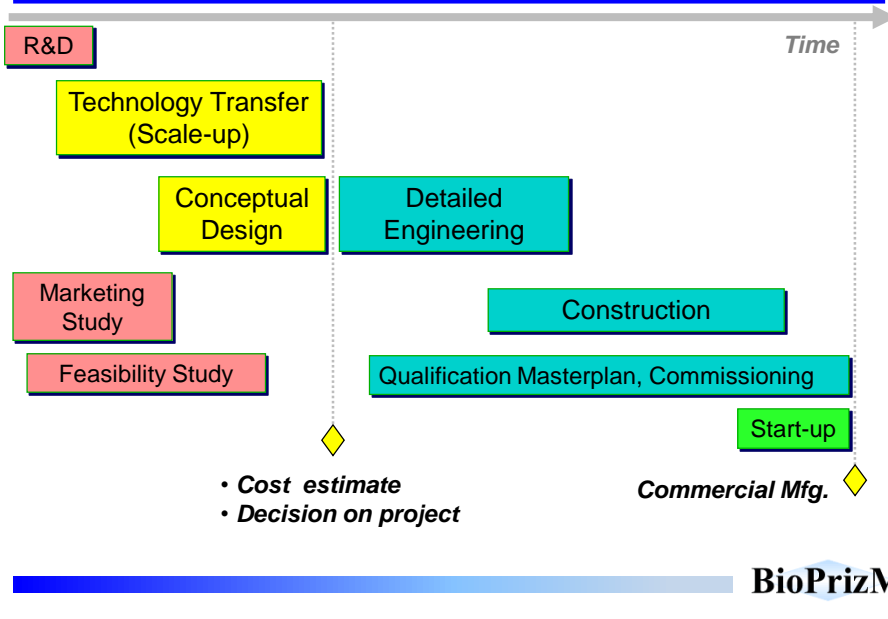 R&D
Time
Technology Transfer
(Scale-up)
Conceptual
Design
Detailed
Engineering
Marketing
Study
Construction
Feasibility Study
Qualification Masterplan, Commissioning
Start-up
• Cost estimate
• Decision on project
Commercial Mfg.
BioPrizM